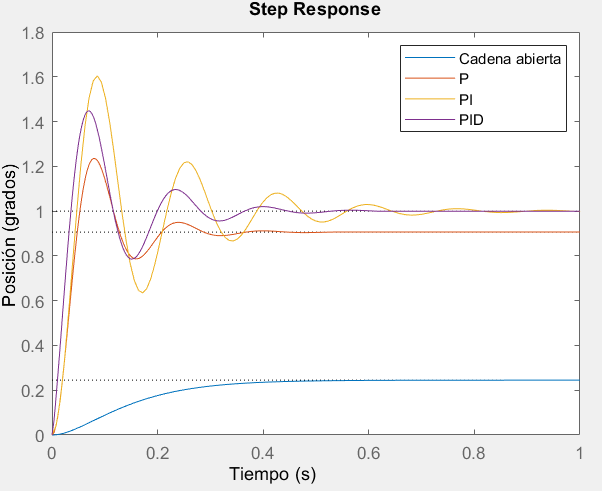 Step Response
Posición (grados)
1.8
1.6
1.4
1.2
1
0.8
0.6
0.4
0.2
0
Cadena abierta
P
PI
PID
0
0.2
0.4
0.6
0.8
1
Tiempo (s)